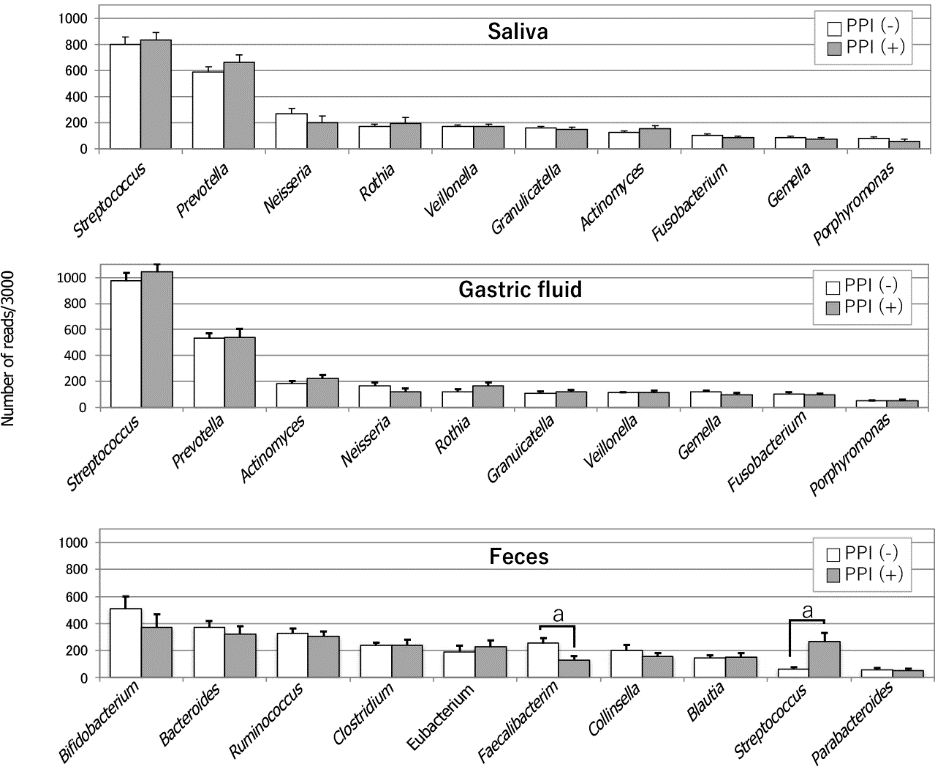 Saliva
PPI (-)
PPI (+)
1000
800
600
400
200
0
Streptococcus
Prevotella
Neisseria
Rothia
Veillonella
Granulicatella
Actinomyces
Fusobacterium
Gemella
Porphyromonas
Number of reads/3000
Gastric fluid
PPI (-)
PPI (+)
1000
800
600
400
200
0
Streptococcus
Prevotella
Actinomyces
Neisseria
Rothia
Granuicatella
Veillonella
Gemella
Fusobacterium
Porphyromonas
Feces
PPI (-)
PPI (+)
1000
800
600
400
200
0
a
a
Bifidobacterium
Bacteroides
Ruminococcus
Clostridium
Eubacterium
Faecalibacterim
Collinsella
Blautia
Streptococcus
Parabacteroides